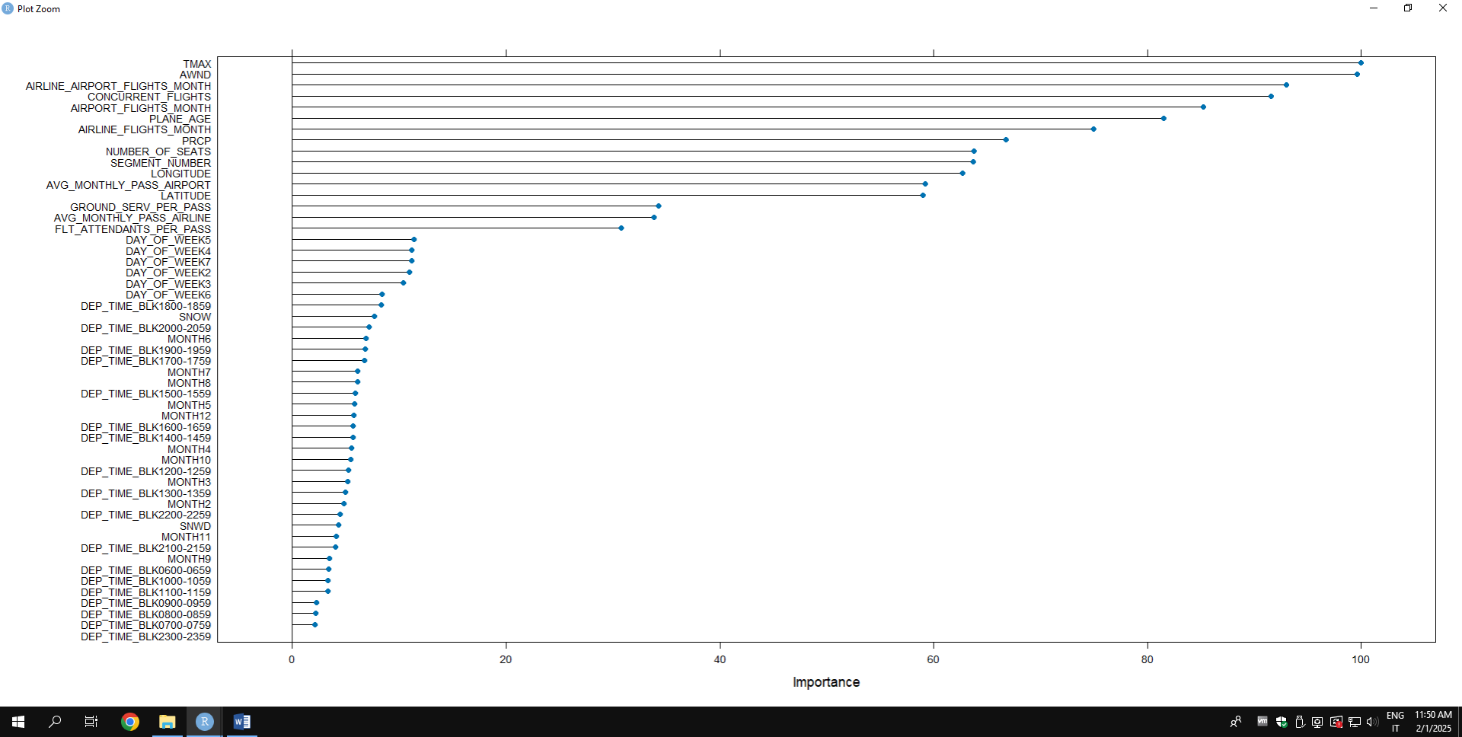 Plot Zoom
TMAX
AWND
AIRLINE_AIRPORT_FLIGHTS_MONTH
CONCURRENT_FLIGHTS
AIRPORT_FLIGHTS_MONTH
PLANE_AGE
AIRLINE_FLIGHTS_MONTH
PRCP
NUMBER_OF_SEATS
SEGMENT_NUMBER
LONGITUDE
AVG_MONTHLY_PASS_AIRPORT
LATITUDE
GROUND_SERV_PER_PASS
AVG_MONTHLY_PASS_AIRLINE
FLT_ATTENDANTS_PER_PASS
DAY_OF_WEEK5
DAY_OF_WEEK4
DAY_OF_WEEK7
DAY_OF_WEEK2
DAY_OF_WEEK3
DAY_OF_WEEK6
DEP_TIME_BLK1800-1859
SNOW
DEP_TIME_BLK2000-2059
MONTH6
DEP_TIME_BLK1900-1959
DEP_TIME_BLK1700-1759
MONTH7
MONTH8
DEP_TIME_BLK1500-1559
MONTH5
MONTH12
DEP_TIME_BLK1600-1659
DEP_TIME_BLK1400-1459
MONTH4
MONTH10
DEP_TIME_BLK1200-1259
MONTH3
DEP_TIME_BLK1300-1359
MONTH2
DEP_TIME_BLK2200-2259
SNWD
MONTH11
DEP_TIME_BLK2100-2159
MONTH9
DEP_TIME_BLK0600-0659
DEP_TIME_BLK1000-1059
DEP_TIME_BLK1100-1159
DEP_TIME_BLK0900-0959
DEP_TIME_BLK0800-0859
DEP_TIME_BLK0700-0759
DEP_TIME_BLK2300-2359
0 20 40 60 80 100
Importance
ENG 11:50 AM
IT 2/1/2025